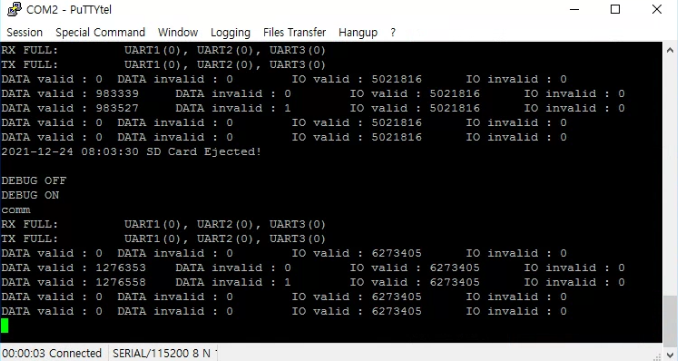 COM2 - PuTTYtel
Session Special Command Window Logging Files Transfer Hangup ?
RX FULL: UART1(0), UART2(0), UART3(0)
TX FULL: UART1(0), UART2(0), UART3(0)
DATA valid : 0 DATA invalid : 0 IO valid : 5021816 IO invalid : 0
DATA valid : 983339 DATA invalid : 0 IO valid : 5021816 IO invalid : 0
DATA valid : 983527 DATA invalid : 1 IO valid : 5021816 IO invalid : 0
DATA valid : 0 DATA invalid : 0 IO valid : 5021816 IO invalid : 0
DATA valid : 0 DATA invalid : 0 IO valid : 5021816 IO invalid : 0
2021-12-24 08:03:30 SD Card Ejected!
DEBUG OFF
DEBUG ON
comm
RX FULL: UART1(0), UART2(0), UART3(0)
TX FULL: UART1(0), UART2(0), UART3(0)
DATA valid : 0 DATA invalid : 0 IO valid : 6273405 IO invalid : 0
DATA valid : 1276353 DATA invalid : 0 IO valid : 6273405 IO invalid : 0
DATA valid : 1276558 DATA invalid : 1 IO valid : 6273405 IO invalid : 0
DATA valid : 0 DATA invalid : 0 IO valid : 6273405 IO invalid : 0
DATA valid : 0 DATA invalid : 0 IO valid : 6273405 IO invalid : 0
00:00:03 Connected SERIAL/115200 8 N